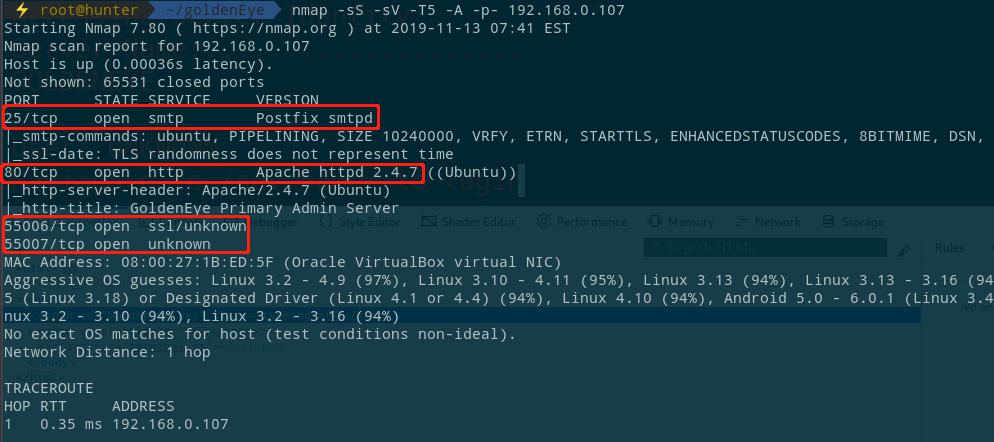 ⚡ root@hunter ~/goldenEye nmap -sS -sV -T5 -A -p- 192.168.0.107
Starting Nmap 7.80 ( https://nmap.org ) at 2019-11-13 07:41 EST
Nmap scan report for 192.168.0.107
Host is up (0.00036s latency).
Not shown: 65531 closed ports
PORT STATE SERVICE VERSION
25/tcp open smtp Postfix smtpd
|_smtp-commands: ubuntu, PIPELINING, SIZE 10240000, VRFY, ETRN, STARTTLS, ENHANCEDSTATUSCODES, 8BITMIME, DSN,
|_ssl-date: TLS randomness does not represent time
80/tcp open http Apache httpd 2.4.7 ((Ubuntu))
|_http-server-header: Apache/2.4.7 (Ubuntu)
|_http-title: GoldenEye Primary Admin Server
55006/tcp open ssl/unknown
55007/tcp open unknown
Style Editor Shader Editor Performance Memory Network Storage
Search HTML Rules
MAC Address: 08:00:27:1B:ED:5F (Oracle VirtualBox virtual NIC)
Aggressive OS guesses: Linux 3.2 - 4.9 (97%), Linux 3.10 - 4.11 (95%), Linux 3.13 (94%), Linux 3.13 - 3.16 (94
5 (Linux 3.18) or Designated Driver (Linux 4.1 or 4.4) (94%), Linux 4.10 (94%), Android 5.0 - 6.0.1 (Linux 3.4
nux 3.2 - 3.10 (94%), Linux 3.2 - 3.16 (94%)
No exact OS matches for host (test conditions non-ideal).
Network Distance: 1 hop
TRACEROUTE
HOP RTT ADDRESS
1 0.35 ms 192.168.0.107